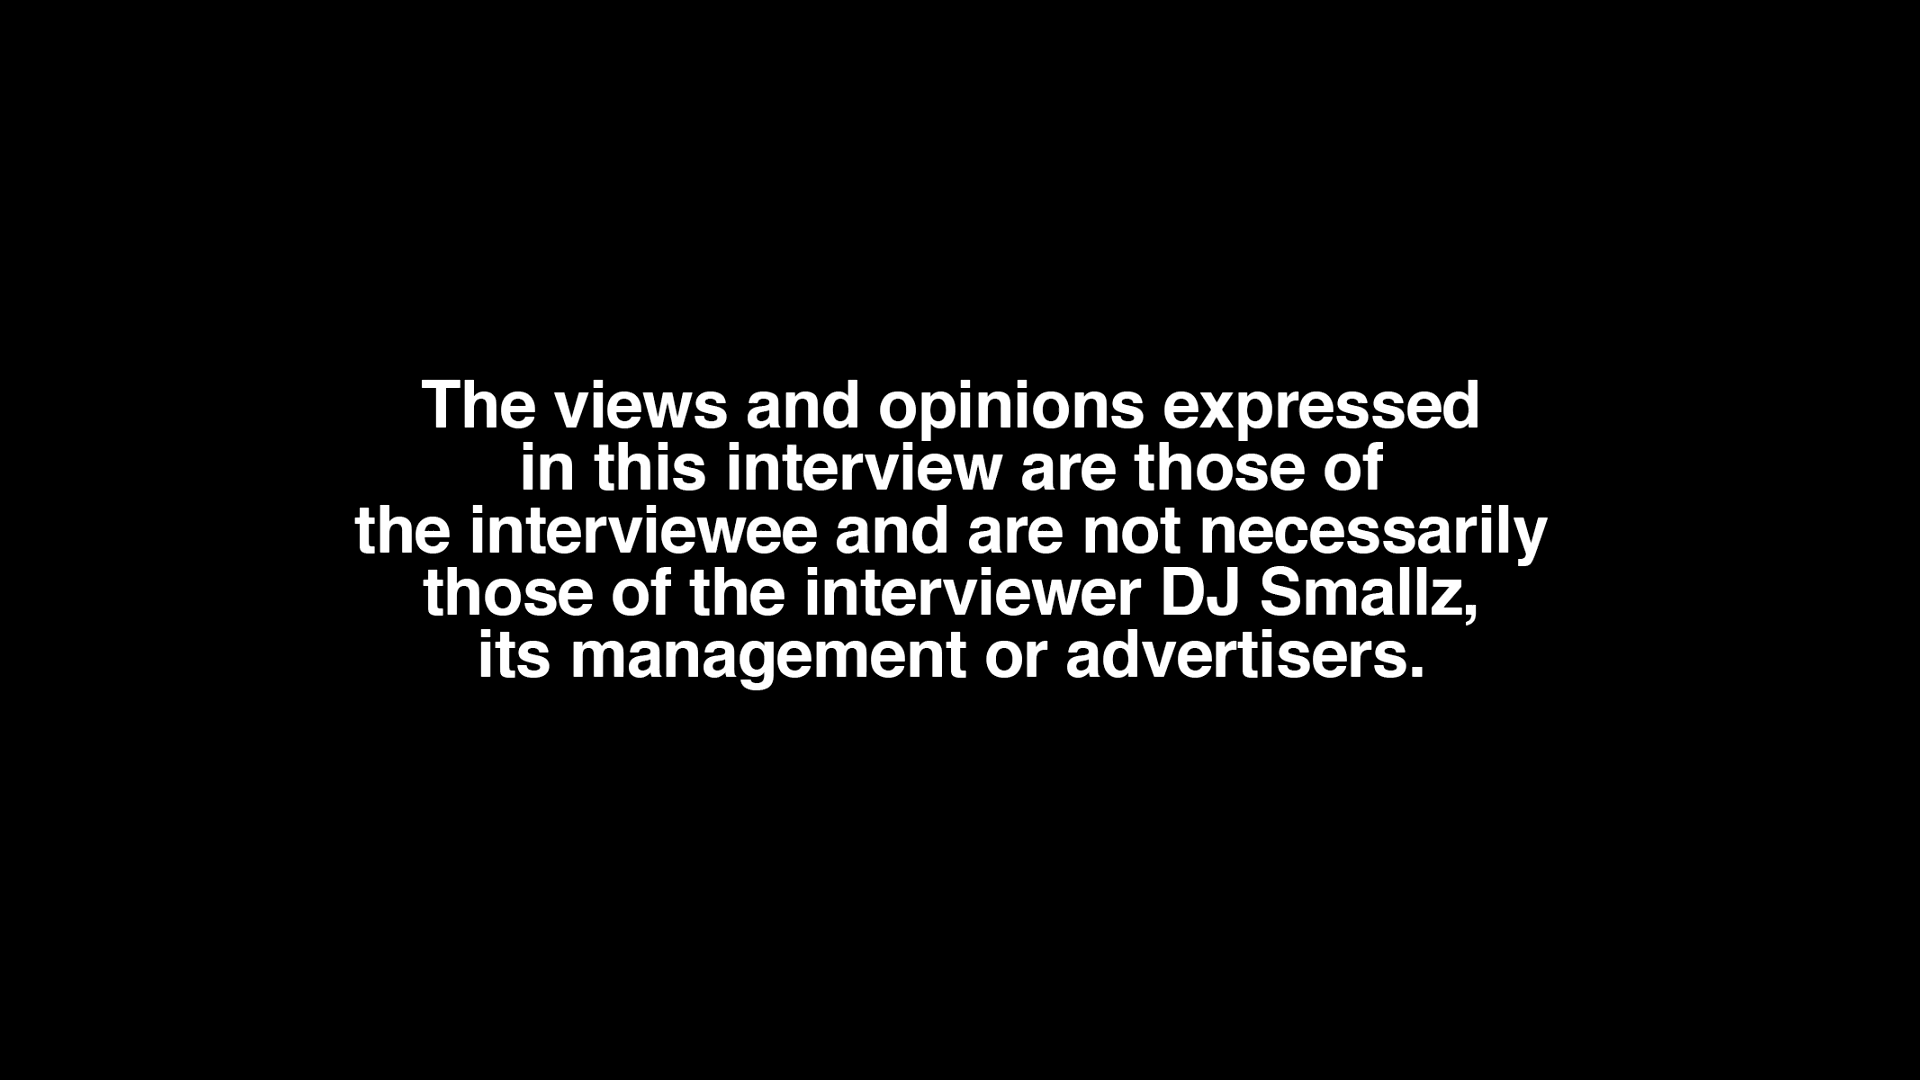 The views and opinions expressed
in this interview are those of
the interviewee and are not necessarily
those of the interviewer DJ Smallz,
its management or advertisers.